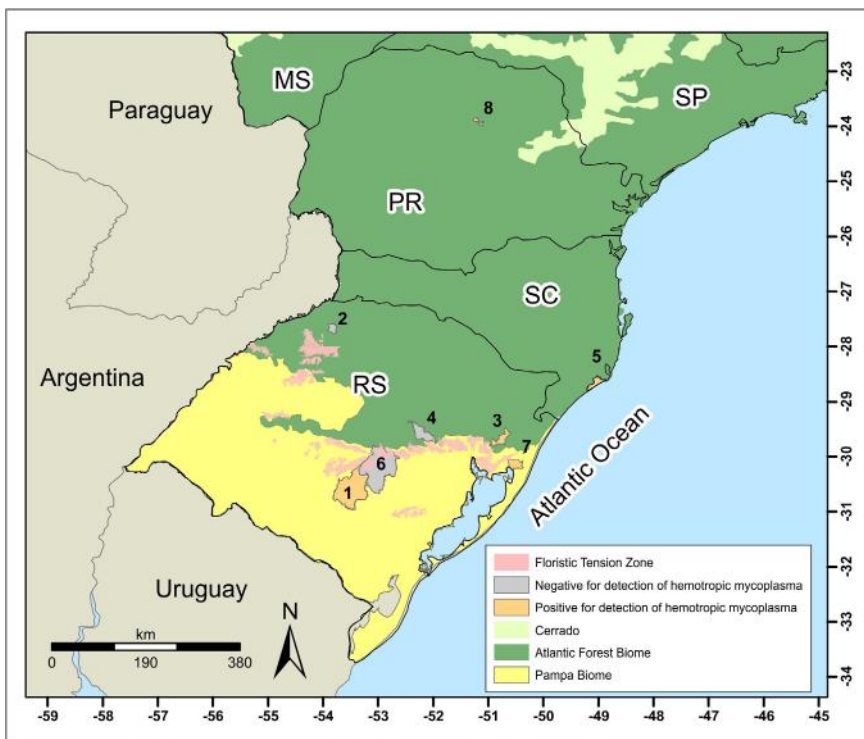 MS
SP
Paraguay
8
PR
SC
2
Argentina
RS
5
4
3
7
6
1
Atlantic Ocean
Uruguay
N
km
0 190 380
Floristic Tension Zone
Negative for detection of hemotropic mycoplasma
Positive for detection of hemotropic mycoplasma
Cerrado
Atlantic Forest Biome
Pampa Biome
-23
-24
-25
-26
-27
-28
-29
-30
-31
-32
-33
-34
-59 -58 -57 -56 -55 -54 -53 -52 -51 -50 -49 -48 -47 -46 -45